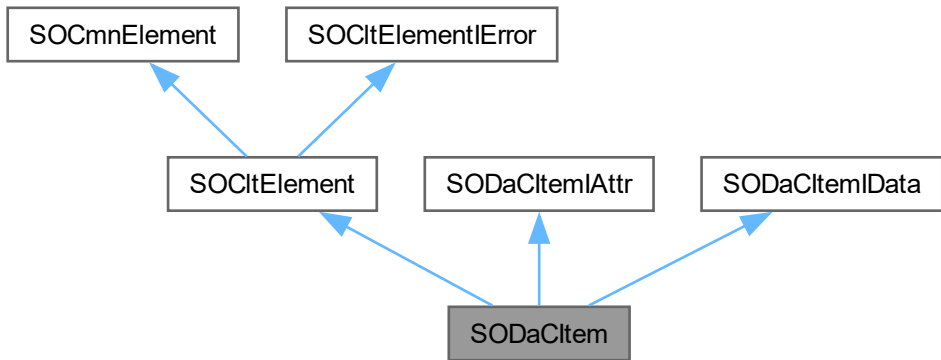 SOCmnElement
SOCltElementIError
SOCltElement
SODaCItemIAttr
SODaCItemIData
SODaCItem